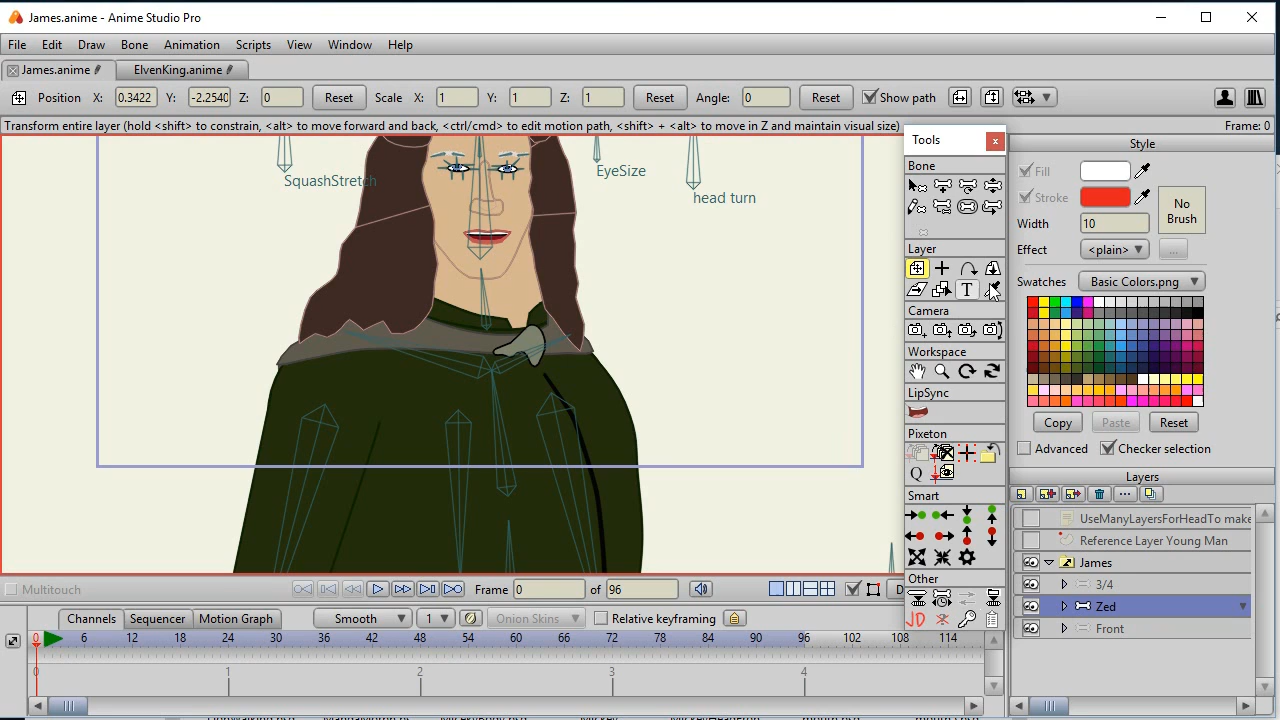 James.anime - Anime Studio Pro
File Edit Draw Bone Animation Scripts View Window Help
James.anime ElvenKing.anime
Position X: 0.3422 Y: -2.2540 Z: 0 Reset Scale X: 1 Y: 1 Z: 1 Reset Angle: 0 Reset Show path
Transform entire layer (hold <shift> to constrain, <alt> to move forward and back, <ctrl/cmd> to edit motion path, <shift> + <alt> to move in Z and maintain visual size) Frame: 0
SquashStretch
EyeSize
head turn
Tools
Bone
Layer
T
Camera
Workspace
LipSync
Pixeton
Q
Smart
Other
JD
Style
Fill
Stroke
No Brush
Width 10
Effect <plain> ...
Swatches Basic Colors.png
Copy Paste Reset
Advanced Checker selection
Layers
UseManyLayersForHeadTo make
Reference Layer Young Man
James
3/4
Zed
Front
Multitouch Frame 0 of 96 D
Channels Sequencer Motion Graph Smooth 1 Onion Skins Relative keyframing
0 6 12 18 24 30 36 42 48 54 60 66 72 78 84 90 96 102 108 114
0 1 2 3 4